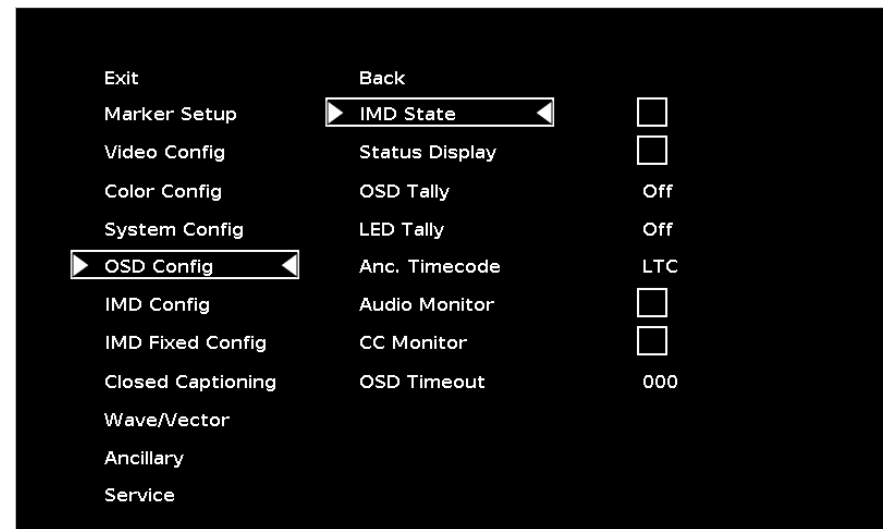 Exit Back
Marker Setup IMD State
Video Config Status Display
Color Config OSD Tally Off
System Config LED Tally Off
OSD Config Anc. Timecode LTC
IMD Config Audio Monitor
IMD Fixed Config CC Monitor
Closed Captioning OSD Timeout 000
Wave/Vector
Ancillary
Service